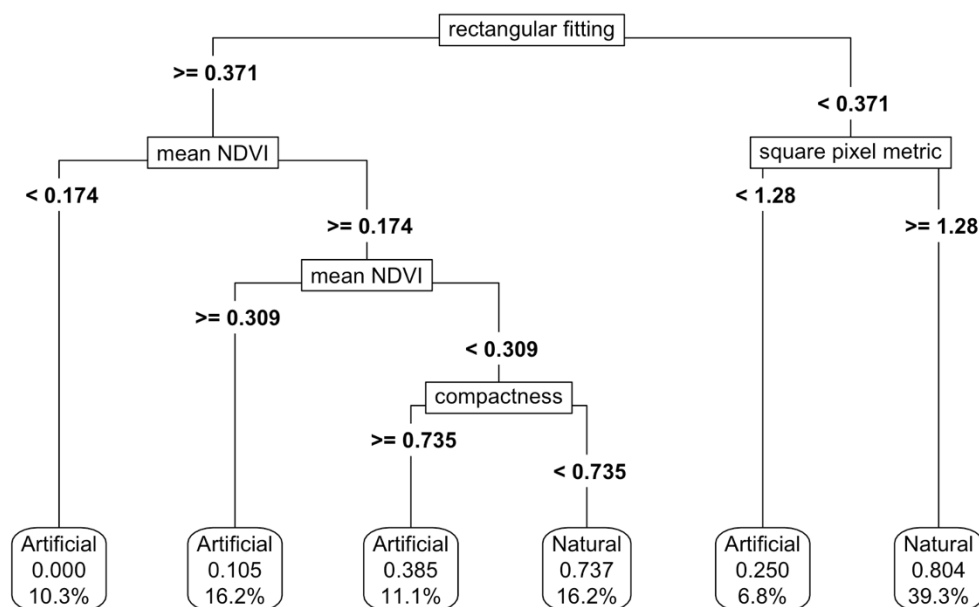 rectangular fitting
>= 0.371
< 0.371
mean NDVI
square pixel metric
< 0.174
>= 0.174
< 1.28
>= 1.28
mean NDVI
>= 0.309
< 0.309
compactness
>= 0.735
< 0.735
Artificial
0.000
10.3%
Artificial
0.105
16.2%
Artificial
0.385
11.1%
Natural
0.737
16.2%
Artificial
0.250
6.8%
Natural
0.804
39.3%